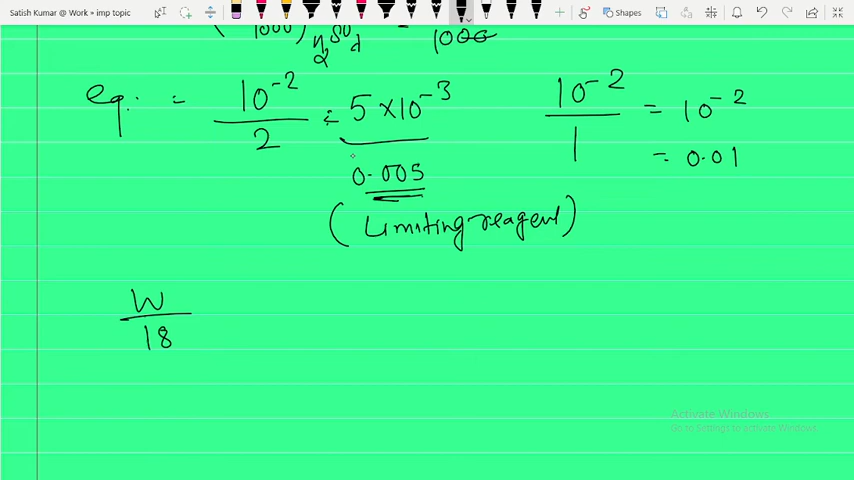 Satish Kumar @ Work » imp topic
Shapes
1000) 250 1000
eq. = 10⁻² / 2 = 5 × 10⁻³ 10⁻² / 1 = 10⁻²
0.005 = 0.01
(Limiting reagent)
W / 18
Activate Windows
Go to Settings to activate Windows.